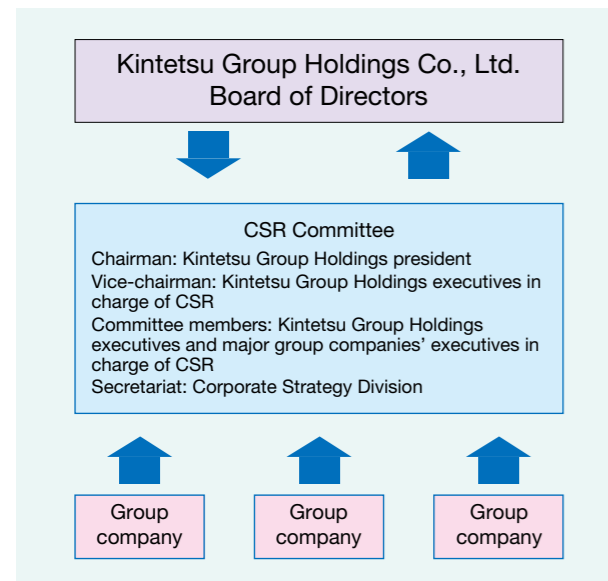 Kintetsu Group Holdings Co., Ltd.
Board of Directors
CSR Committee
Chairman: Kintetsu Group Holdings president
Vice-chairman: Kintetsu Group Holdings executives in
charge of CSR
Committee members: Kintetsu Group Holdings
executives and major group companies’ executives in
charge of CSR
Secretariat: Corporate Strategy Division
Group
company
Group
company
Group
company